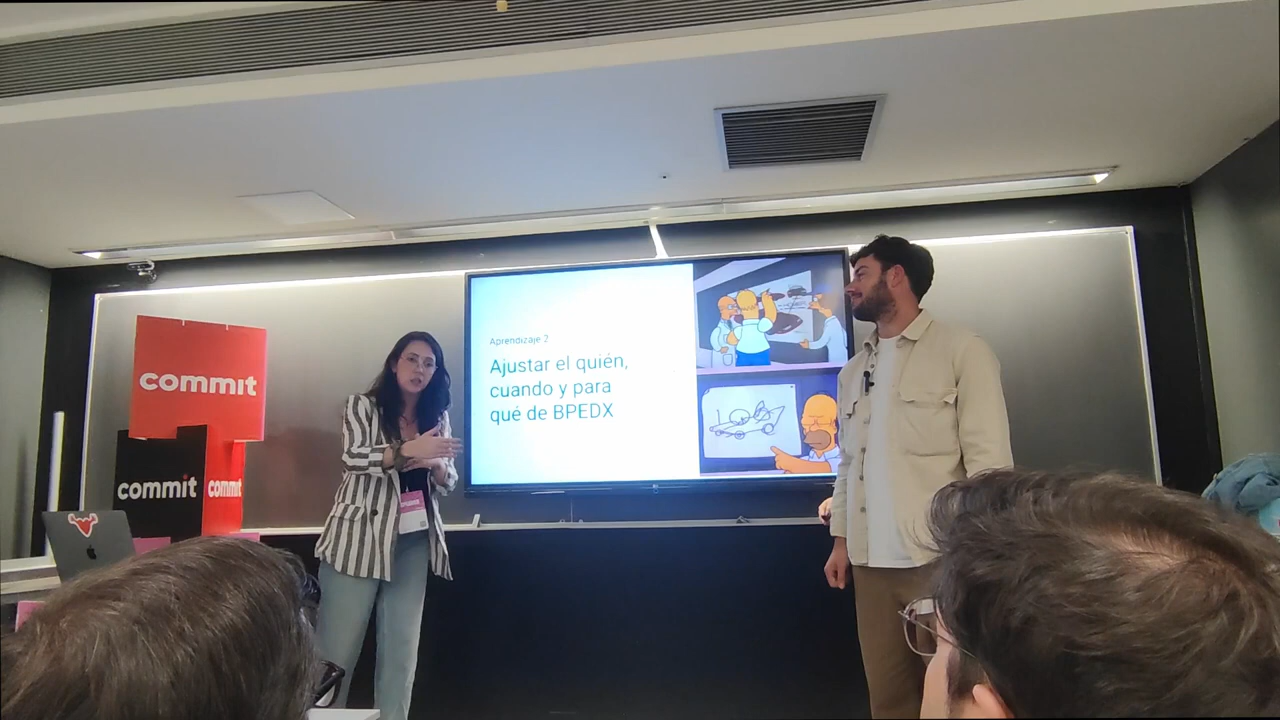 commit
commit
commit
Aprendizaje 2
Ajustar el quién,
cuando y para
qué de BPEDX